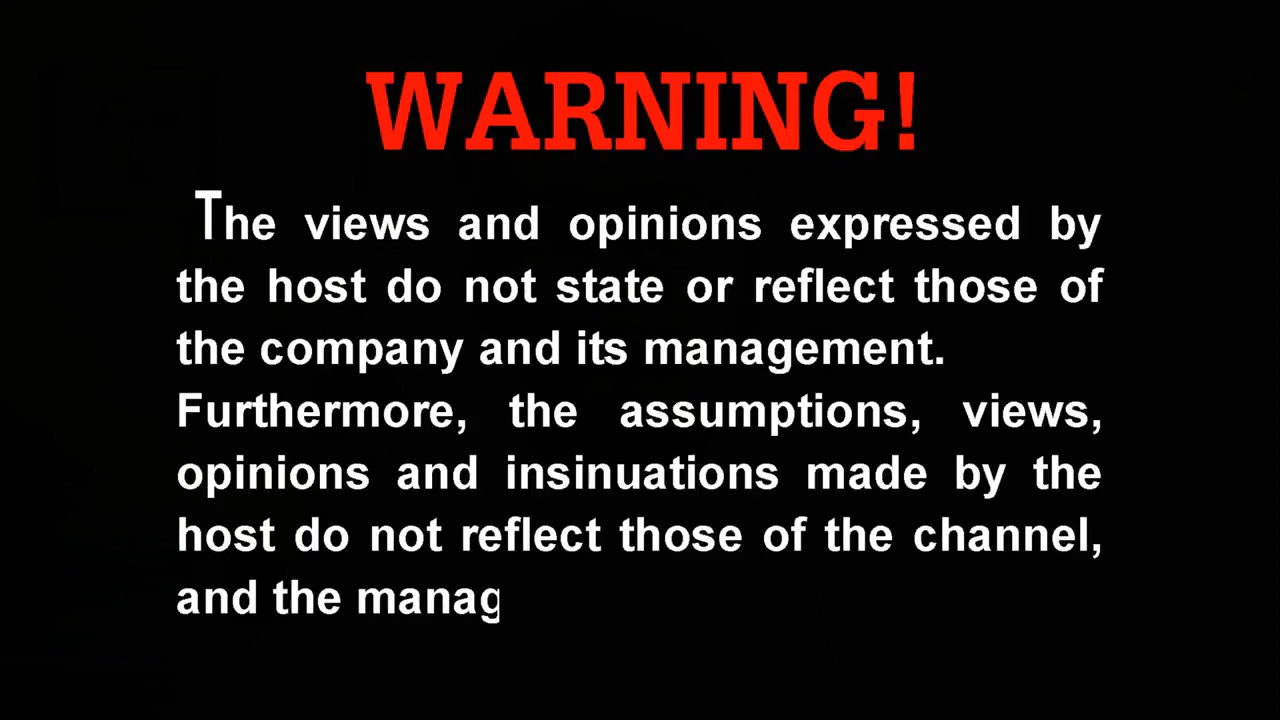 WARNING!
The views and opinions expressed by
the host do not state or reflect those of
the company and its management.
Furthermore, the assumptions, views,
opinions and insinuations made by the
host do not reflect those of the channel,
and the manag